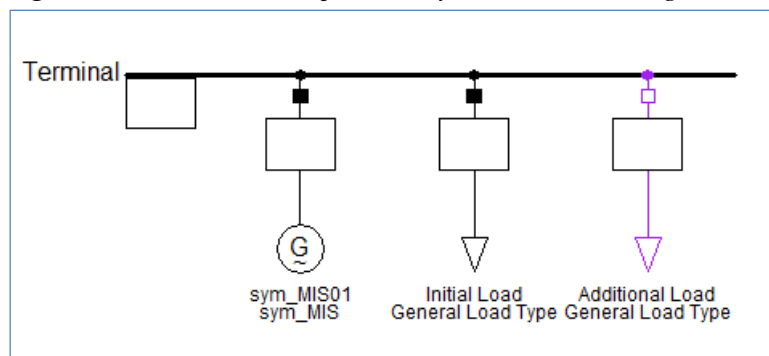 Terminal
G
~
sym_MIS01
sym_MIS
Initial Load
General Load Type
Additional Load
General Load Type